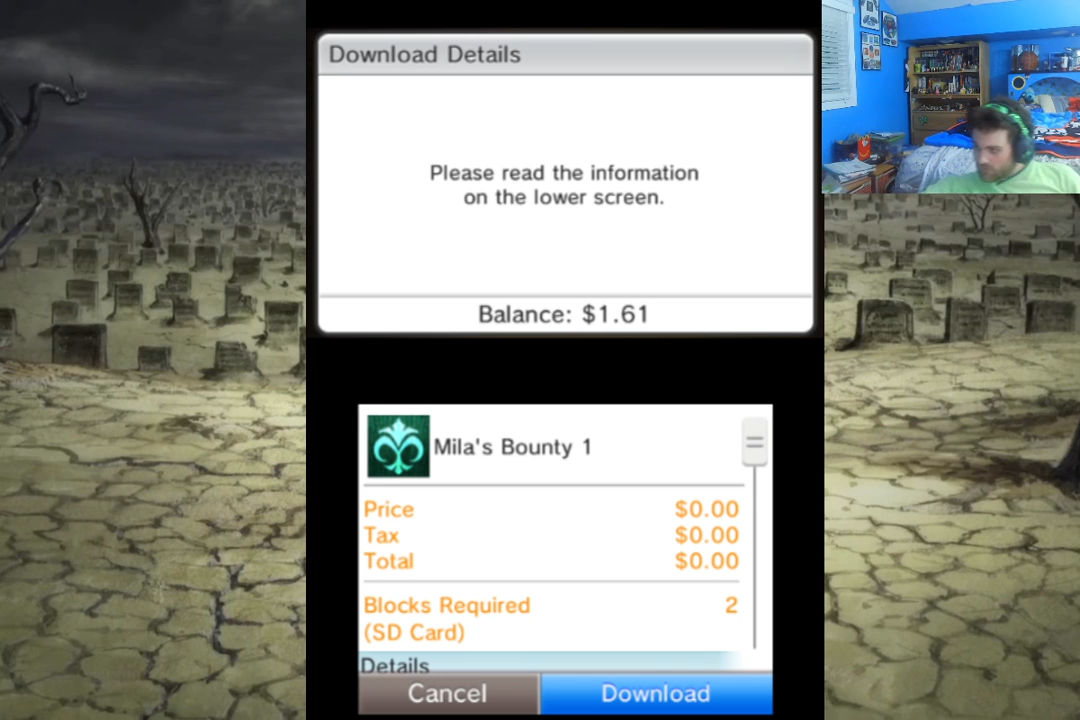 Download Details
Please read the information
on the lower screen.
Balance: $1.61
Mila's Bounty 1
Price $0.00
Tax $0.00
Total $0.00
Blocks Required 2
(SD Card)
Details
Cancel Download